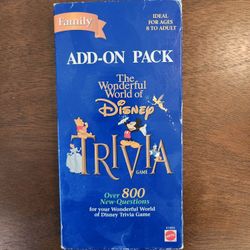 Family
IDEAL
FOR AGES
8 TO ADULT
ADD-ON PACK
The
Wonderful
World of
Disney
TRIVIA
GAME
Over 800
New Questions
for your Wonderful World
of Disney Trivia Game
MATTEL